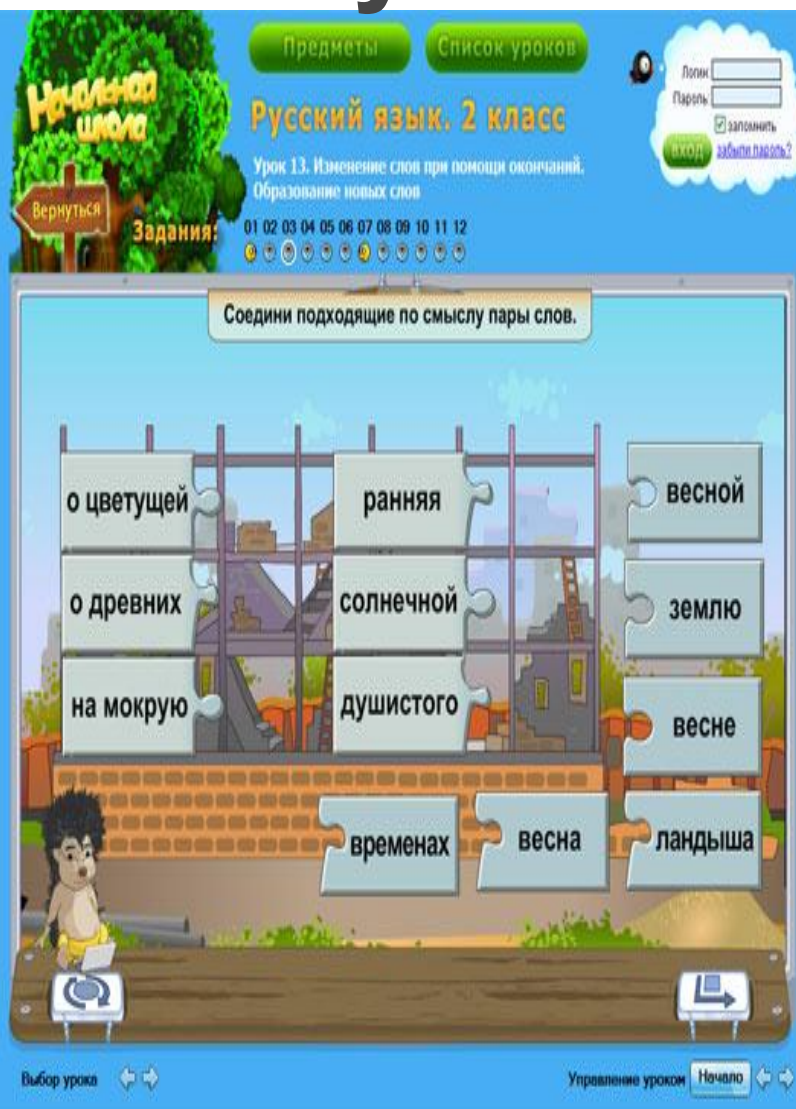 Предметы
Список уроков
Начальная
школа
Логин:
Пароль:
запомнить
вход
забыли пароль?
Русский язык. 2 класс
Урок 13. Изменение слов при помощи окончаний.
Образование новых слов
Вернуться
Задания:
01 02 03 04 05 06 07 08 09 10 11 12
Соедини подходящие по смыслу пары слов.
о цветущей
ранняя
весной
о древних
солнечной
землю
на мокрую
душистого
весне
временах
весна
ландыша
Выбор урока
Управление уроком
Начало